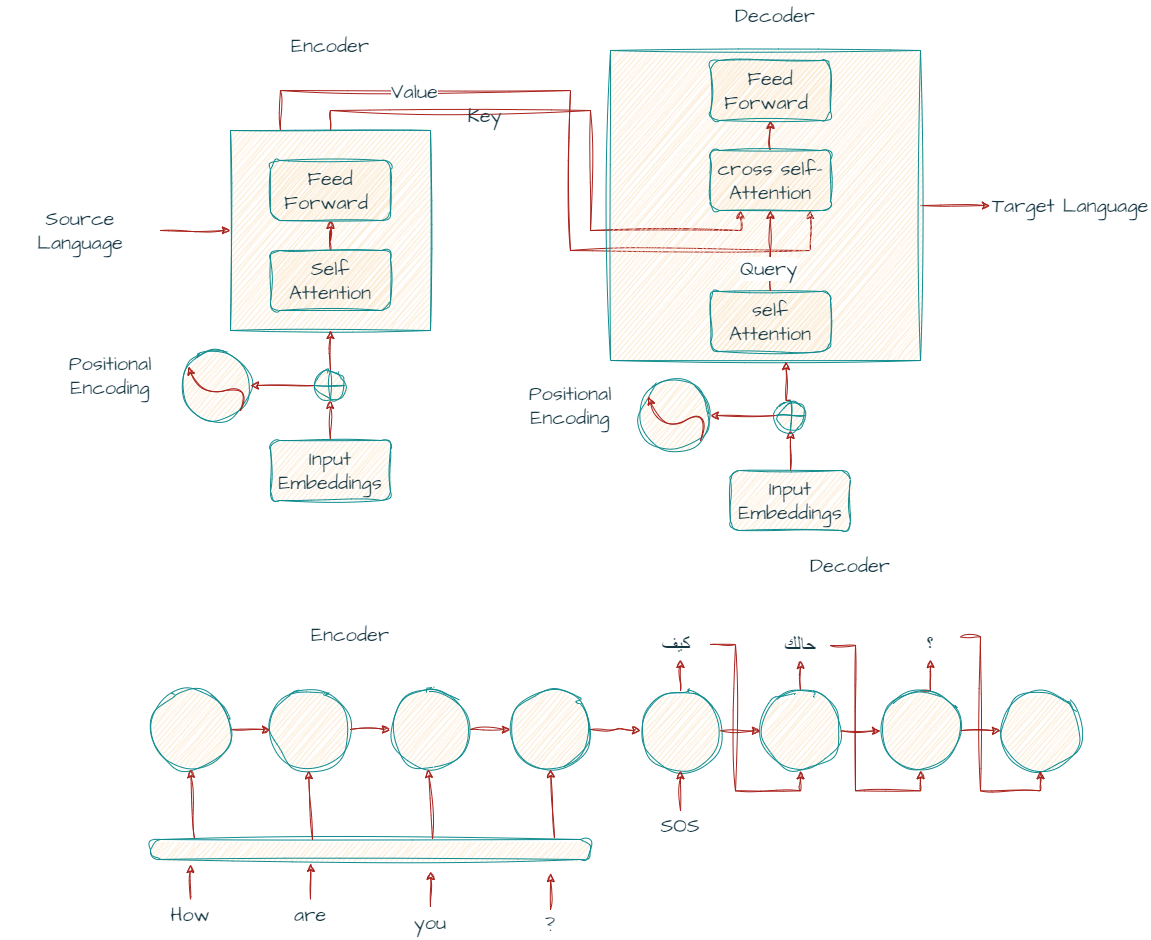 Decoder
Encoder
Value
Key
Feed
Forward
cross self-
Attention
Feed
Forward
Source
Language
Target Language
Self
Attention
Query
self
Attention
Positional
Encoding
Positional
Encoding
Input
Embeddings
Input
Embeddings
Decoder
Encoder
كيف
حالك
؟
SOS
How
are
you
?